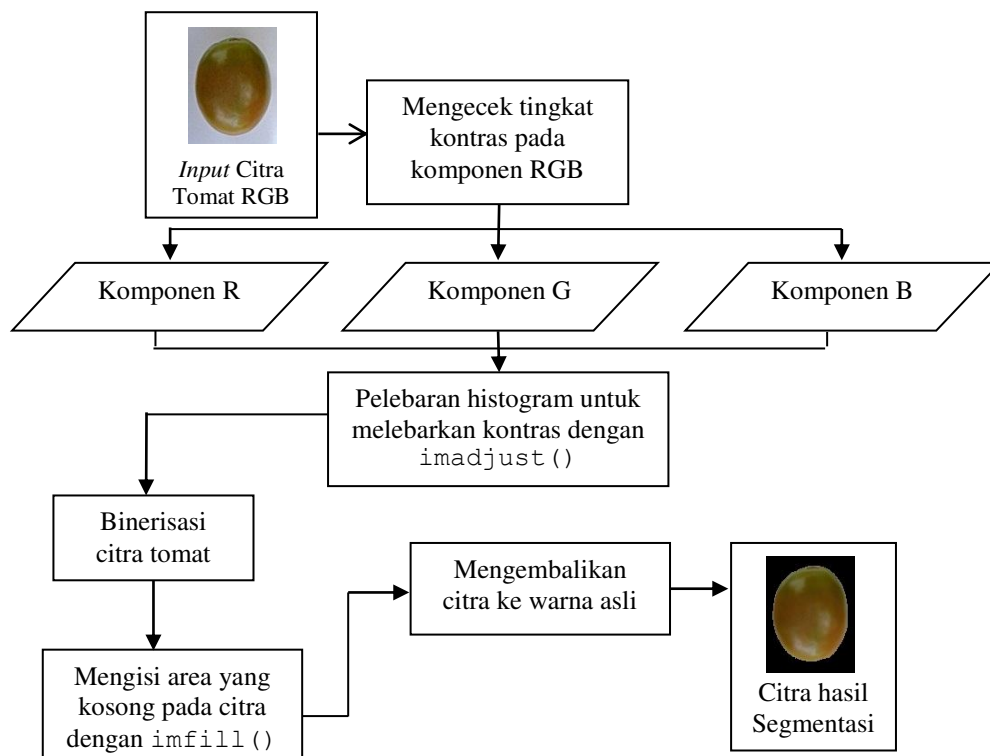 Input Citra
Tomat RGB
Mengecek tingkat
kontras pada
komponen RGB
Komponen R
Komponen G
Komponen B
Pelebaran histogram untuk
melebarkan kontras dengan
imadjust()
Binerisasi
citra tomat
Mengisi area yang
kosong pada citra
dengan imfill()
Mengembalikan
citra ke warna asli
Citra hasil
Segmentasi